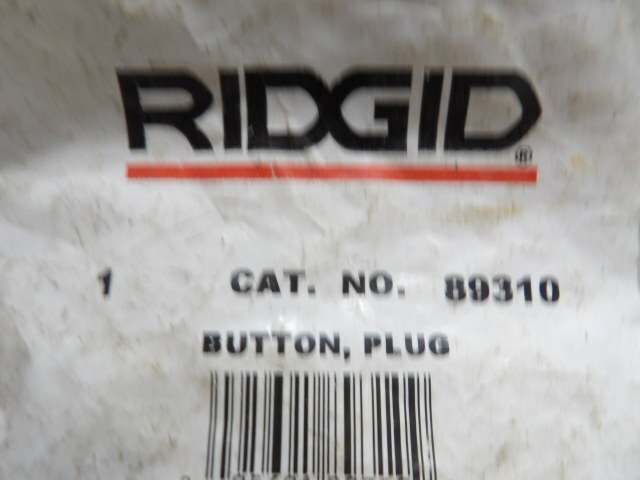 RIDGID®
1 CAT. NO. 89310
BUTTON, PLUG